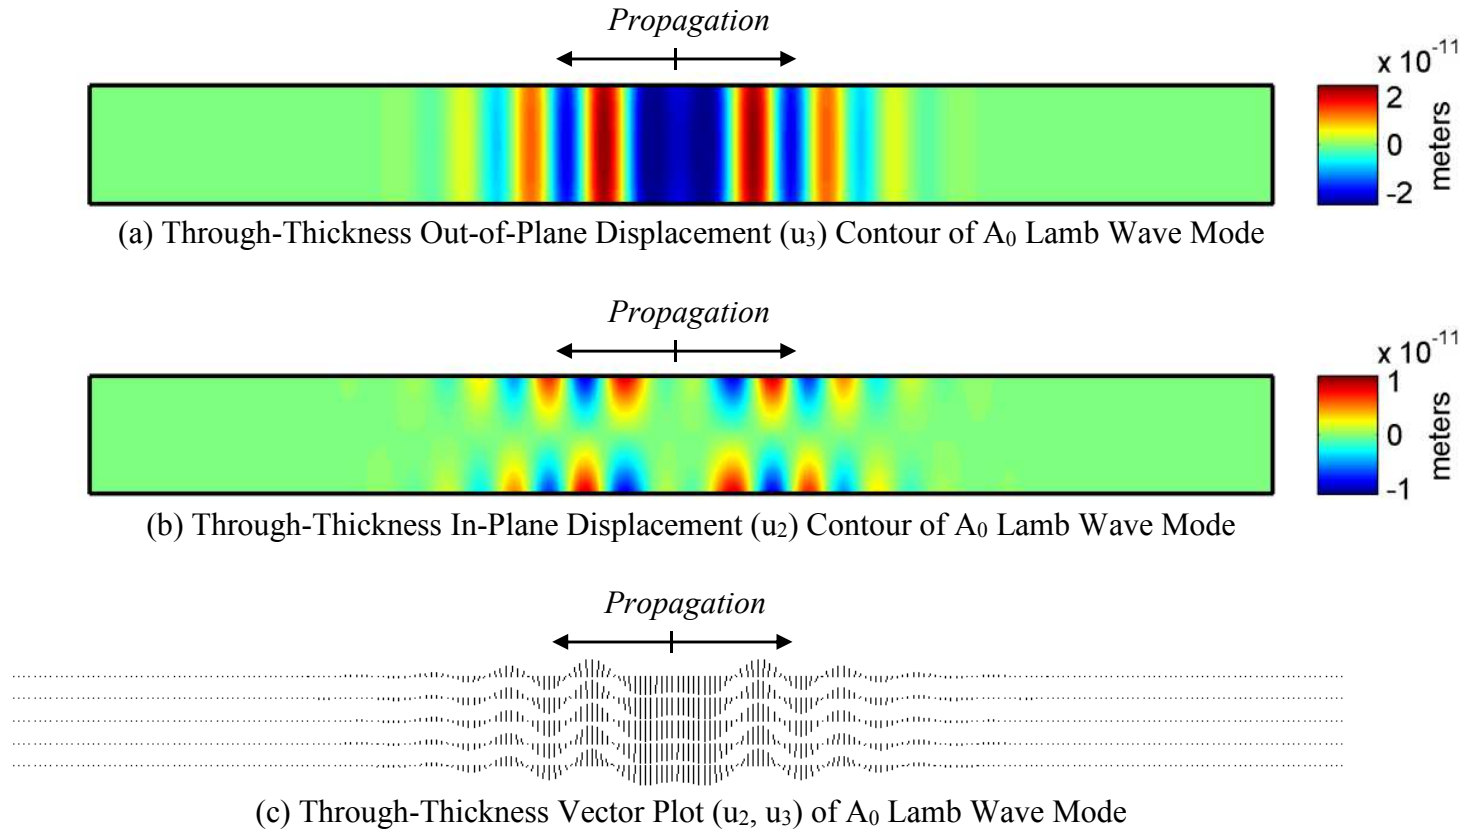 Propagation
x 10-11
2
0
-2
meters
(a) Through-Thickness Out-of-Plane Displacement (u3) Contour of A0 Lamb Wave Mode
Propagation
x 10-11
1
0
-1
meters
(b) Through-Thickness In-Plane Displacement (u2) Contour of A0 Lamb Wave Mode
Propagation
(c) Through-Thickness Vector Plot (u2, u3) of A0 Lamb Wave Mode